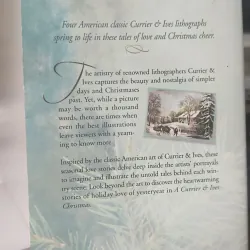 Four American classic Currier & Ives lithographs
spring to life in these tales of love and Christmas cheer.
The artistry of renowned lithographers Currier &
Ives captures the beauty and nostalgia of simpler
days and Christmases
past. Yet, while a picture
may be worth a thousand
words, there are times when
even the best illustrations
leave viewers with a yearn-
ing to know more.
Inspired by the classic American art of Currier & Ives, these
seasonal love stories delve deep inside the artists' portrayals
to imagine and illustrate the untold tales behind each win-
try scene. Look beyond the art to discover the heartwarming
stories of holiday love of yesteryear in A Currier & Ives
Christmas.